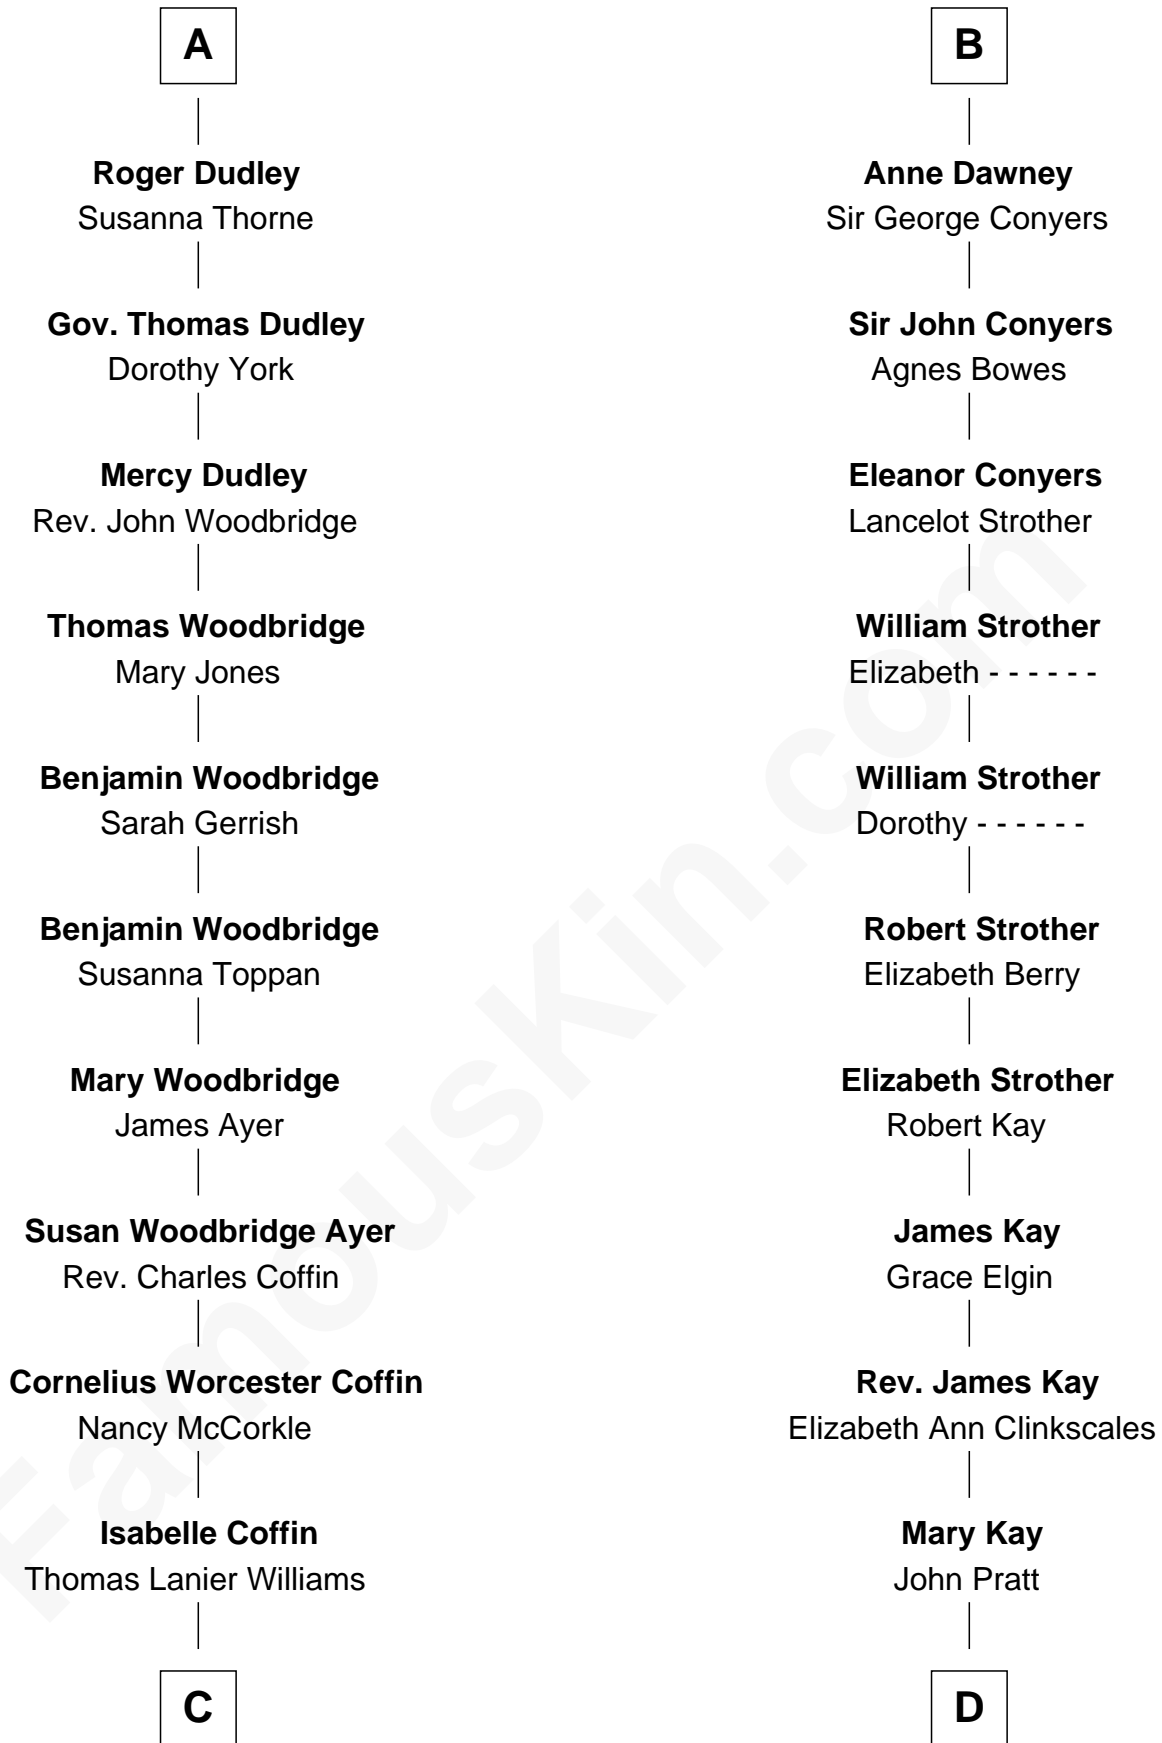 A
Roger Dudley
Susanna Thorne
Gov. Thomas Dudley
Dorothy York
Mercy Dudley
Rev. John Woodbridge
Thomas Woodbridge
Mary Jones
Benjamin Woodbridge
Sarah Gerrish
Benjamin Woodbridge
Susanna Toppan
Mary Woodbridge
James Ayer
Susan Woodbridge Ayer
Rev. Charles Coffin
Cornelius Worcester Coffin
Nancy McCorkle
Isabelle Coffin
Thomas Lanier Williams
C
B
Anne Dawney
Sir George Conyers
Sir John Conyers
Agnes Bowes
Eleanor Conyers
Lancelot Strother
William Strother
Elizabeth - - - - - -
William Strother
Dorothy - - - - - -
Robert Strother
Elizabeth Berry
Elizabeth Strother
Robert Kay
James Kay
Grace Elgin
Rev. James Kay
Elizabeth Ann Clinkscales
Mary Kay
John Pratt
D
FamousKin.com